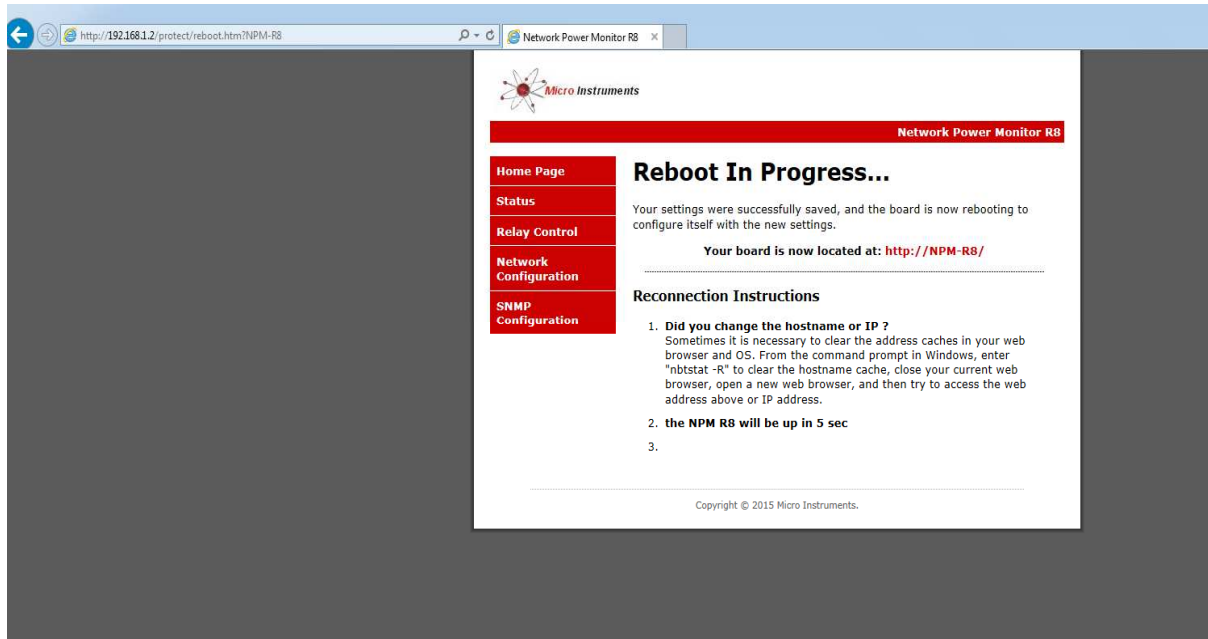 http://192.168.1.2/protect/reboot.htm?NPM-R8
Network Power Monitor R8
Micro Instruments
Network Power Monitor R8
Home Page
Status
Relay Control
Network
Configuration
SNMP
Configuration
Reboot In Progress...
Your settings were successfully saved, and the board is now rebooting to
configure itself with the new settings.
Your board is now located at: http://NPM-R8/
Reconnection Instructions
1. Did you change the hostname or IP ?
Sometimes it is necessary to clear the address caches in your web
browser and OS. From the command prompt in Windows, enter
"nbtstat -R" to clear the hostname cache, close your current web
browser, open a new web browser, and then try to access the web
address above or IP address.
2. the NPM R8 will be up in 5 sec
3.
Copyright © 2015 Micro Instruments.